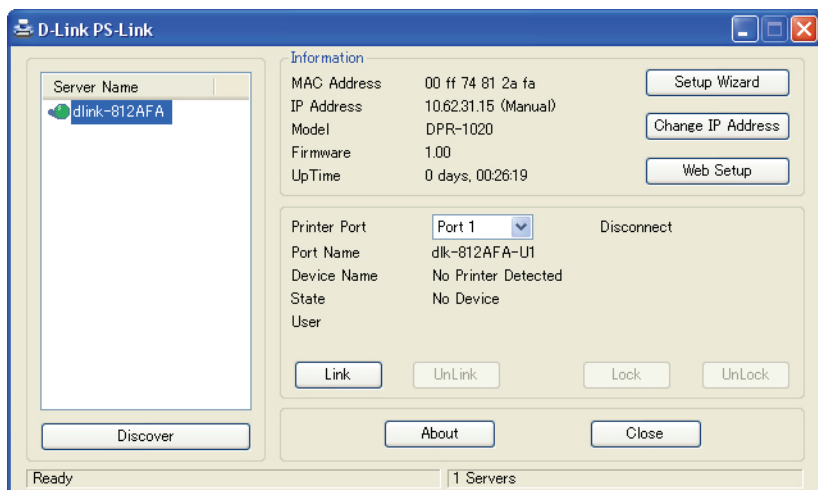 D-Link PS-Link
Server Name
dlink-812AFA
Discover
Information
MAC Address 00 ff 74 81 2a fa
IP Address 10.62.31.15 (Manual)
Model DPR-1020
Firmware 1.00
UpTime 0 days, 00:26:19
Setup Wizard
Change IP Address
Web Setup
Printer Port Port 1 Disconnect
Port Name dlk-812AFA-U1
Device Name No Printer Detected
State No Device
User
Link UnLink Lock UnLock
About Close
Ready 1 Servers